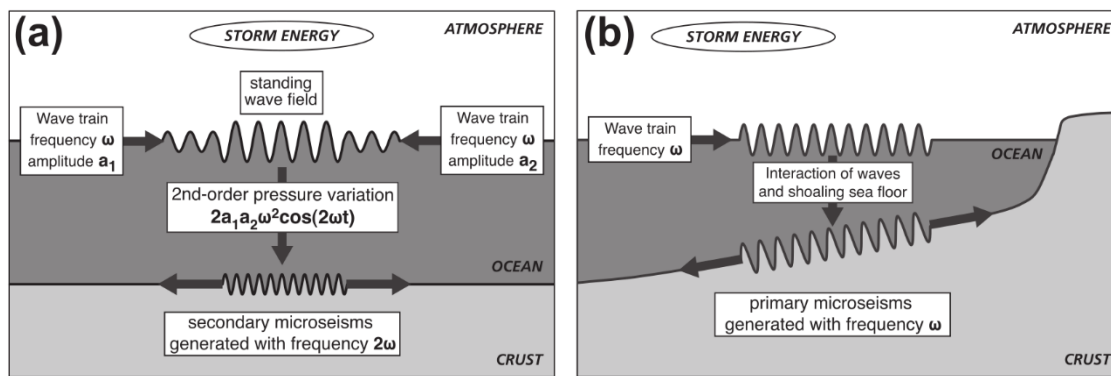 (a)
STORM ENERGY
ATMOSPHERE
standing
wave field
Wave train
frequency ω
amplitude a₁
Wave train
frequency ω
amplitude a₂
2nd-order pressure variation
2a₁a₂ω²cos(2ωt)
OCEAN
secondary microseisms
generated with frequency 2ω
CRUST
(b)
STORM ENERGY
ATMOSPHERE
Wave train
frequency ω
OCEAN
Interaction of waves
and shoaling sea floor
primary microseisms
generated with frequency ω
CRUST